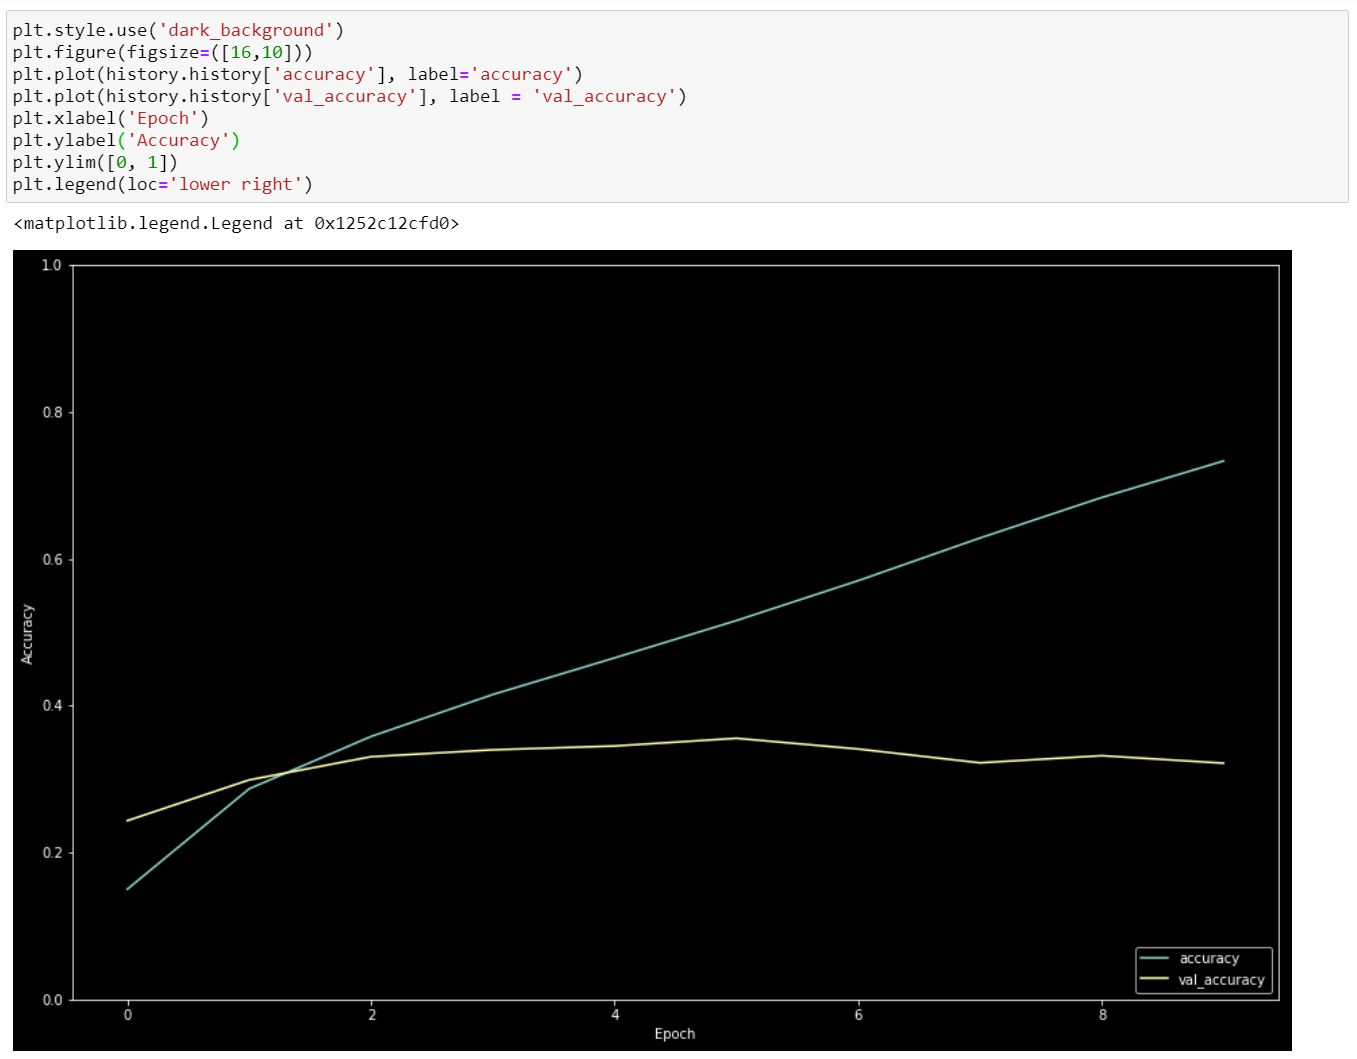 plt.style.use('dark_background')
plt.figure(figsize=([16,10]))
plt.plot(history.history['accuracy'], label='accuracy')
plt.plot(history.history['val_accuracy'], label = 'val_accuracy')
plt.xlabel('Epoch')
plt.ylabel('Accuracy')
plt.ylim([0, 1])
plt.legend(loc='lower right')
<matplotlib.legend.Legend at 0x1252c12cfd0>
1.0
0.8
0.6
0.4
0.2
0.0
Accuracy
accuracy
val_accuracy
0 2 4 6 8
Epoch